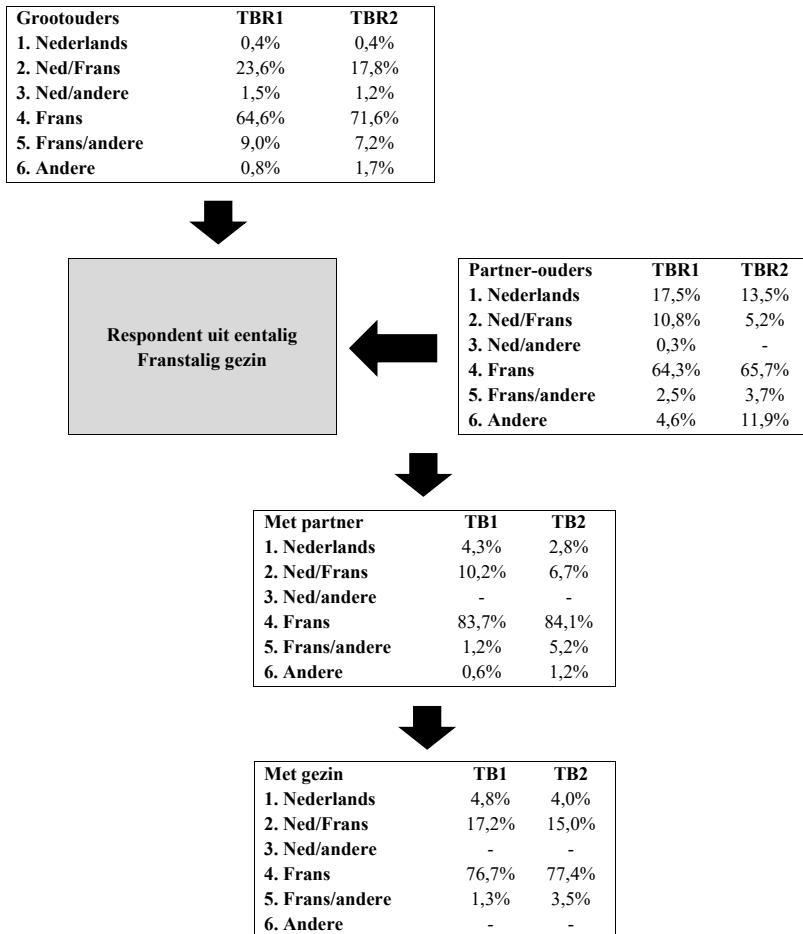 Grootouders TBR1 TBR2
1. Nederlands 0,4% 0,4%
2. Ned/Frans 23,6% 17,8%
3. Ned/andere 1,5% 1,2%
4. Frans 64,6% 71,6%
5. Frans/andere 9,0% 7,2%
6. Andere 0,8% 1,7%
Respondent uit eentalig
Franstalig gezin
Partner-ouders TBR1 TBR2
1. Nederlands 17,5% 13,5%
2. Ned/Frans 10,8% 5,2%
3. Ned/andere 0,3% -
4. Frans 64,3% 65,7%
5. Frans/andere 2,5% 3,7%
6. Andere 4,6% 11,9%
Met partner TB1 TB2
1. Nederlands 4,3% 2,8%
2. Ned/Frans 10,2% 6,7%
3. Ned/andere - -
4. Frans 83,7% 84,1%
5. Frans/andere 1,2% 5,2%
6. Andere 0,6% 1,2%
Met gezin TB1 TB2
1. Nederlands 4,8% 4,0%
2. Ned/Frans 17,2% 15,0%
3. Ned/andere - -
4. Frans 76,7% 77,4%
5. Frans/andere 1,3% 3,5%
6. Andere - -